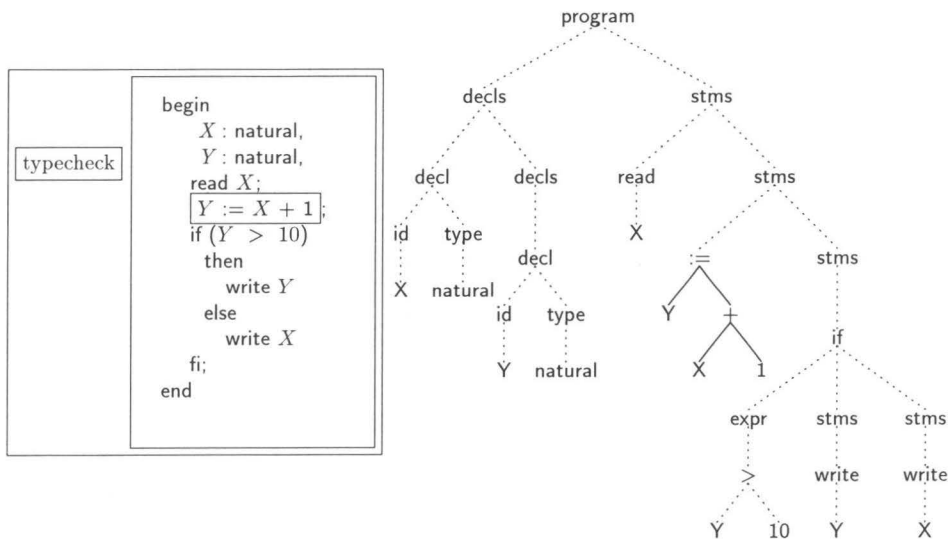 typecheck
begin
X : natural,
Y : natural,
read X;
Y := X + 1;
if (Y > 10)
then
write Y
else
write X
fi;
end
program
decls stms
decl decls read stms
id type X := stms
X natural decl Y + if
id type X 1
Y natural
expr stms stms
> write write
Y 10 Y X